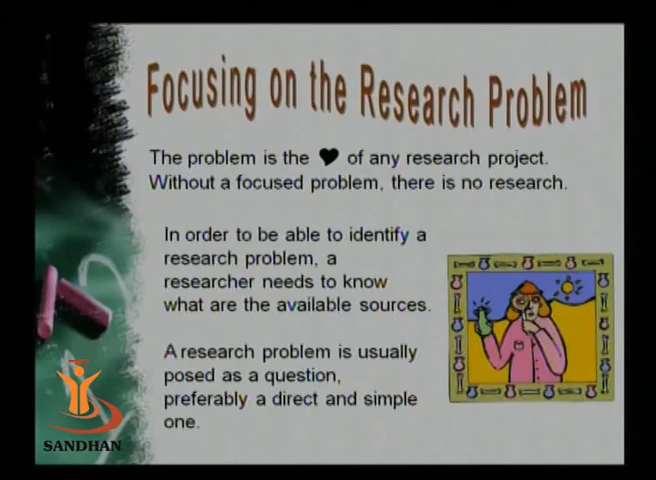 Focusing on the Research Problem
The problem is the ♥ of any research project.
Without a focused problem, there is no research.
In order to be able to identify a
research problem, a
researcher needs to know
what are the available sources.
A research problem is usually
posed as a question,
preferably a direct and simple
one.
SANDHAN